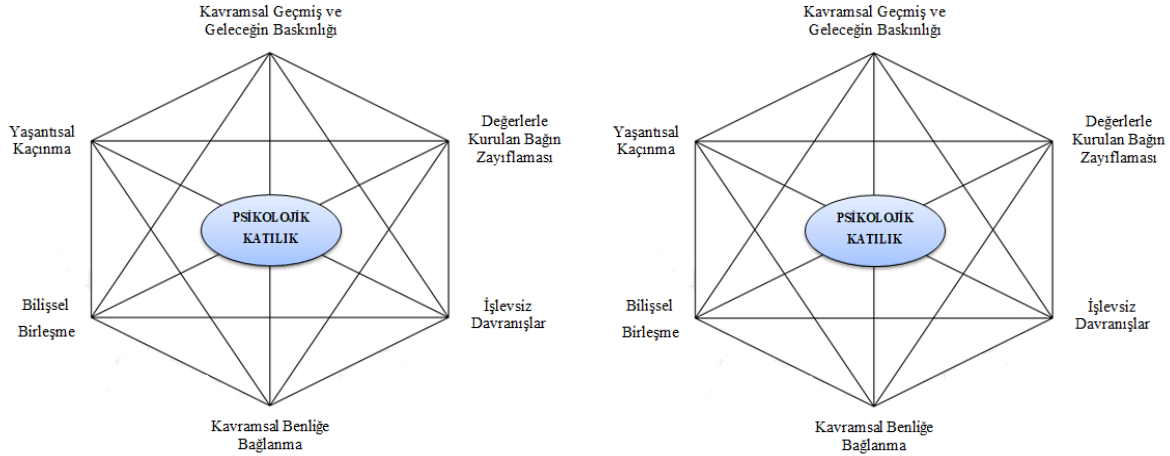 Kavramsal Geçmiş ve
Geleceğin Baskınlığı
Yaşantısal
Kaçınma
Değerlerle
Kurulan Bağın
Zayıflaması
PSİKOLOJİK
KATILIK
Bilişsel
Birleşme
İşlevsiz
Davranışlar
Kavramsal Benliğe
Bağlanma
Kavramsal Geçmiş ve
Geleceğin Baskınlığı
Yaşantısal
Kaçınma
Değerlerle
Kurulan Bağın
Zayıflaması
PSİKOLOJİK
KATILIK
Bilişsel
Birleşme
İşlevsiz
Davranışlar
Kavramsal Benliğe
Bağlanma